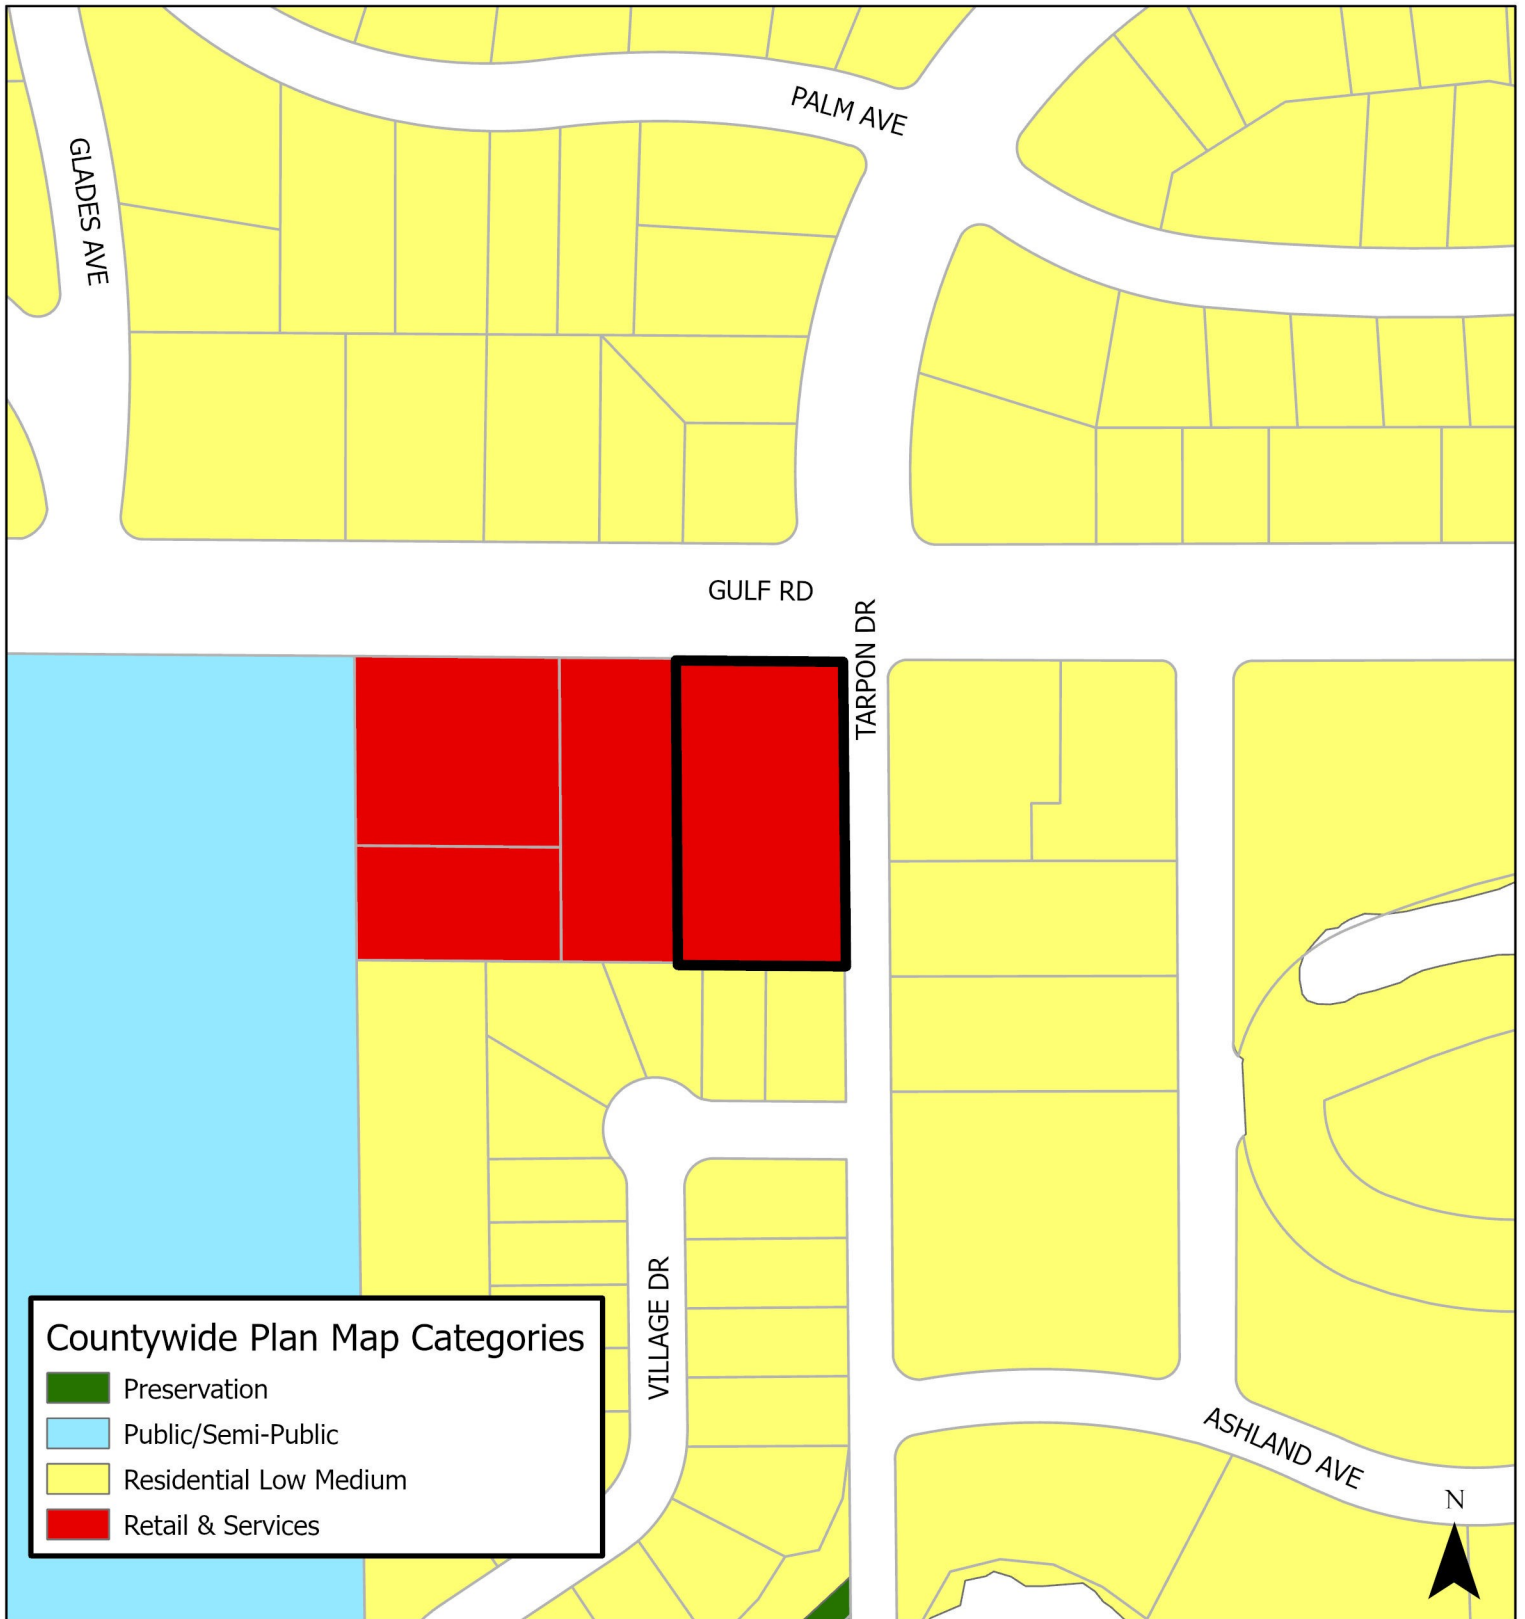 PALM AVE
GLADES AVE
GULF RD
TARPON DR
VILLAGE DR
ASHLAND AVE
N
Countywide Plan Map Categories
Preservation
Public/Semi-Public
Residential Low Medium
Retail & Services